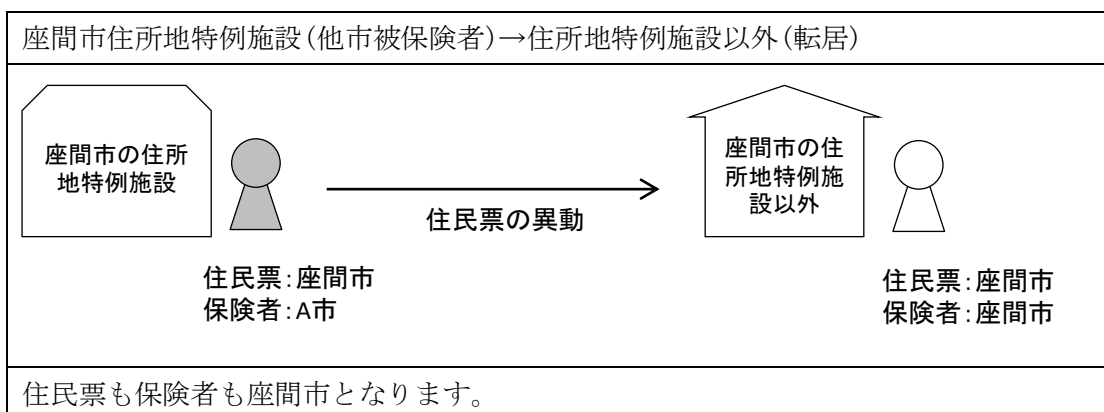 座間市住所地特例施設(他市被保険者)→住所地特例施設以外(転居)
座間市の住所
地特例施設
座間市の住
所地特例施
設以外
住民票の異動
住民票:座間市
保険者:A市
住民票:座間市
保険者:座間市
住民票も保険者も座間市となります。